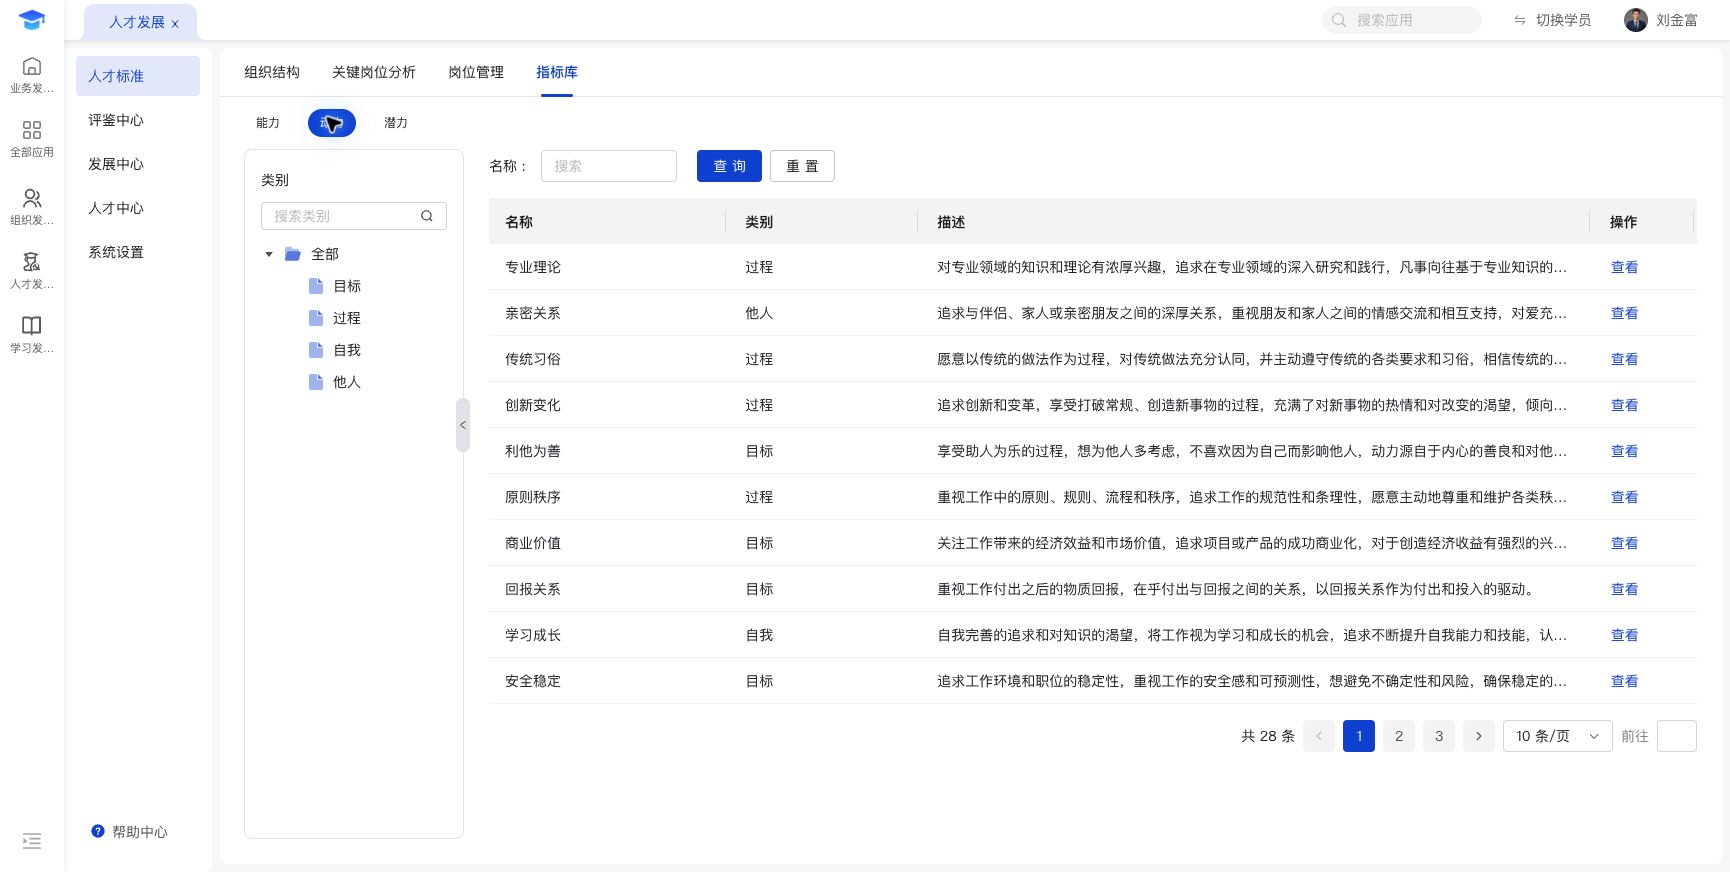 人才发展 x
搜索应用
切换学员
刘金富
业务发...
全部应用
组织发...
人才发...
学习发...
人才标准
评鉴中心
发展中心
人才中心
系统设置
帮助中心
组织结构 关键岗位分析 岗位管理 指标库
能力 潜力
类别
搜索类别
全部
目标
过程
自我
他人
名称： 搜索 查 询 重 置
名称 类别 描述 操作
专业理论 过程 对专业领域的知识和理论有浓厚兴趣，追求在专业领域的深入研究和践行，凡事向往基于专业知识的... 查看
亲密关系 他人 追求与伴侣、家人或亲密朋友之间的深厚关系，重视朋友和家人之间的情感交流和相互支持，对爱充... 查看
传统习俗 过程 愿意以传统的做法作为过程，对传统做法充分认同，并主动遵守传统的各类要求和习俗，相信传统的... 查看
创新变化 过程 追求创新和变革，享受打破常规、创造新事物的过程，充满了对新事物的热情和对改变的渴望，倾向... 查看
利他为善 目标 享受助人为乐的过程，想为他人多考虑，不喜欢因为自己而影响他人，动力源自于内心的善良和对他... 查看
原则秩序 过程 重视工作中的原则、规则、流程和秩序，追求工作的规范性和条理性，愿意主动地尊重和维护各类秩... 查看
商业价值 目标 关注工作带来的经济效益和市场价值，追求项目或产品的成功商业化，对于创造经济收益有强烈的兴... 查看
回报关系 目标 重视工作付出之后的物质回报，在乎付出与回报之间的关系，以回报关系作为付出和投入的驱动。 查看
学习成长 自我 自我完善的追求和对知识的渴望，将工作视为学习和成长的机会，追求不断提升自我能力和技能，认... 查看
安全稳定 目标 追求工作环境和职位的稳定性，重视工作的安全感和可预测性，想避免不确定性和风险，确保稳定的... 查看
共 28 条 < 1 2 3 > 10 条/页 前往